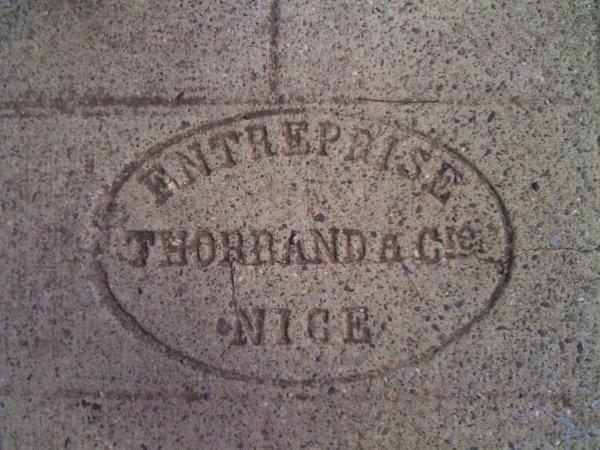 ENTREPRISE
THORRAND & Cie
NICE